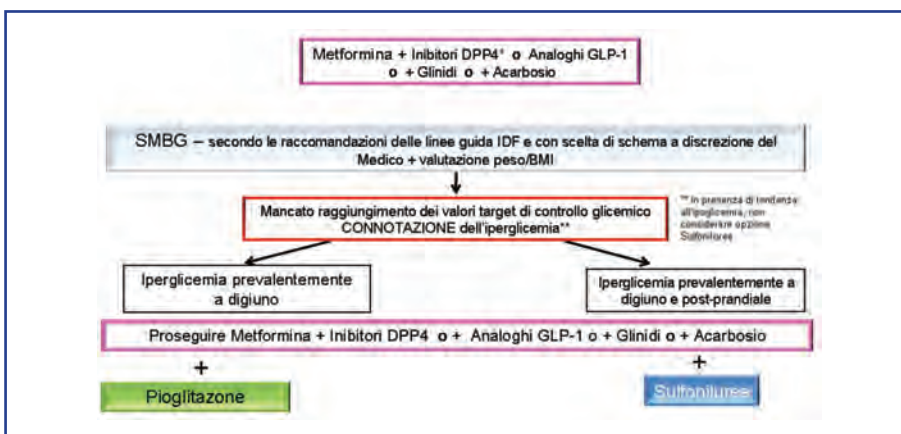 Metformina + Inibitori DPP4* o Analoghi GLP-1
o + Glinidi o + Acarbosio
SMBG – secondo le raccomandazioni delle linee guida IDF e con scelta di schema a discrezione del
Medico + valutazione peso/BMI
Mancato raggiungimento dei valori target di controllo glicemico
CONNOTAZIONE dell'iperglicemia**
** In presenza di tendenza
all'ipoglicemia, non
considerare opzione
Sulfoniluree
Iperglicemia prevalentemente
a digiuno
Iperglicemia prevalentemente a
digiuno e post-prandiale
Proseguire Metformina + Inibitori DPP4 o + Analoghi GLP-1 o + Glinidi o + Acarbosio
+
+
Pioglitazone
Sulfoniluree